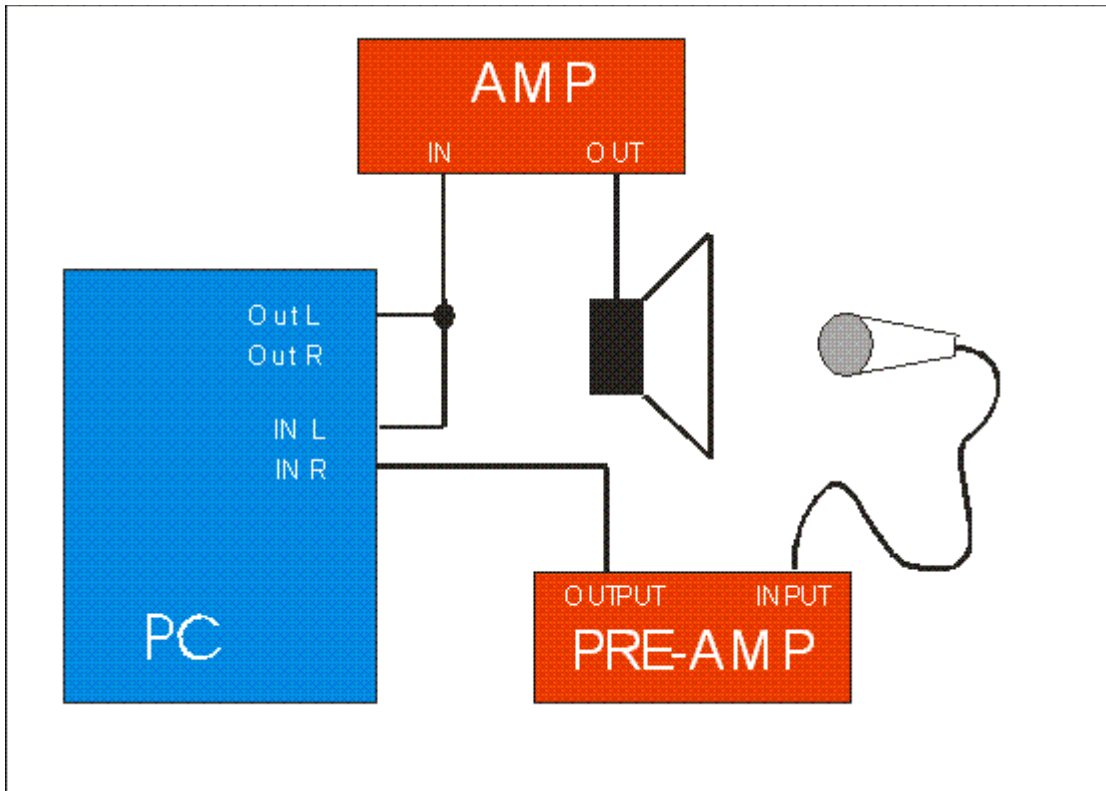 AMP
IN OUT
Out L
Out R
IN L
IN R
PC
OUTPUT INPUT
PRE-AMP